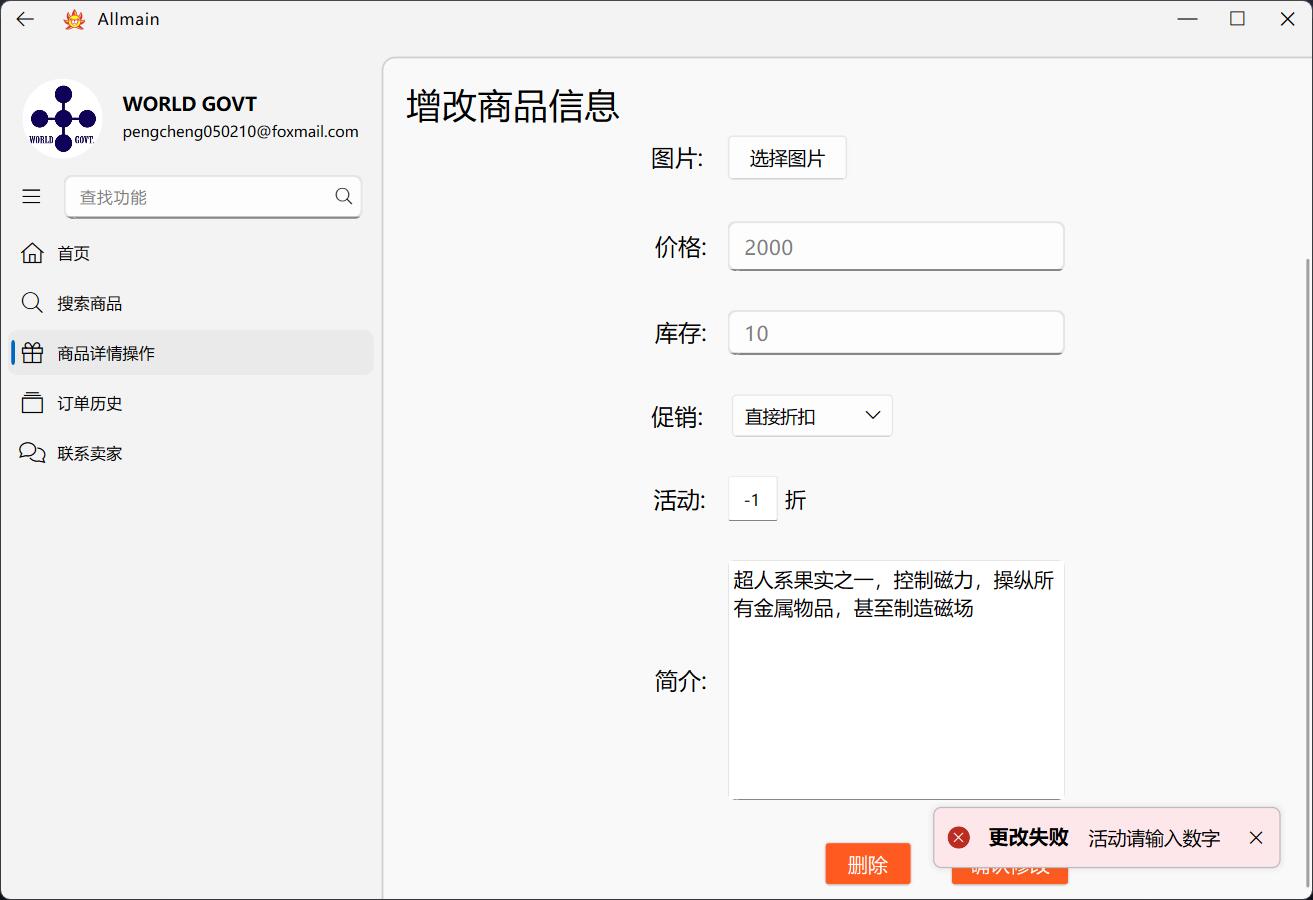 Allmain
WORLD GOVT
pengcheng050210@foxmail.com
WORLD GOVT.
查找功能
首页
搜索商品
商品详情操作
订单历史
联系卖家
增改商品信息
图片: 选择图片
价格: 2000
库存: 10
促销: 直接折扣
活动: -1 折
简介:
超人系果实之一，控制磁力，操纵所
有金属物品，甚至制造磁场
更改失败 活动请输入数字
删除 确认修改